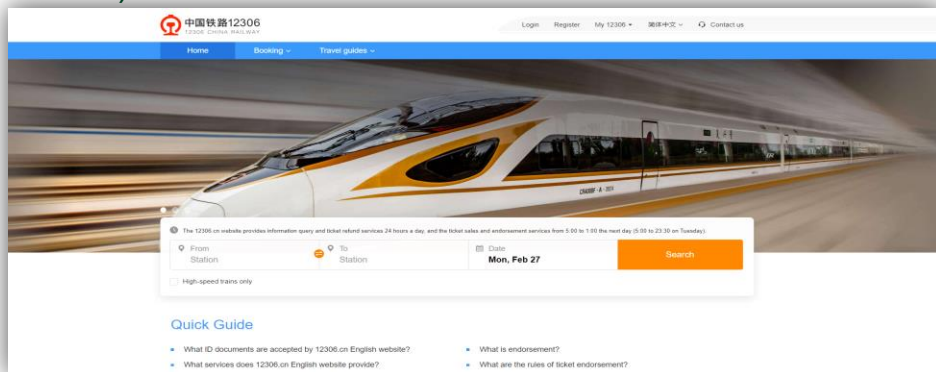 中国铁路12306
12306 CHINA RAILWAY
Login Register My 12306 简体中文 Contact us
Home Booking Travel guides
The 12306.cn website provides information query and ticket refund services 24 hours a day, and the ticket sales and endorsement services from 5:00 to 1:00 the next day (5:00 to 23:30 on Tuesday).
From To Date
Station Station Mon, Feb 27 Search
High-speed trains only
Quick Guide
What ID documents are accepted by 12306.cn English website? What is endorsement?
What services does 12306.cn English website provide? What are the rules of ticket endorsement?